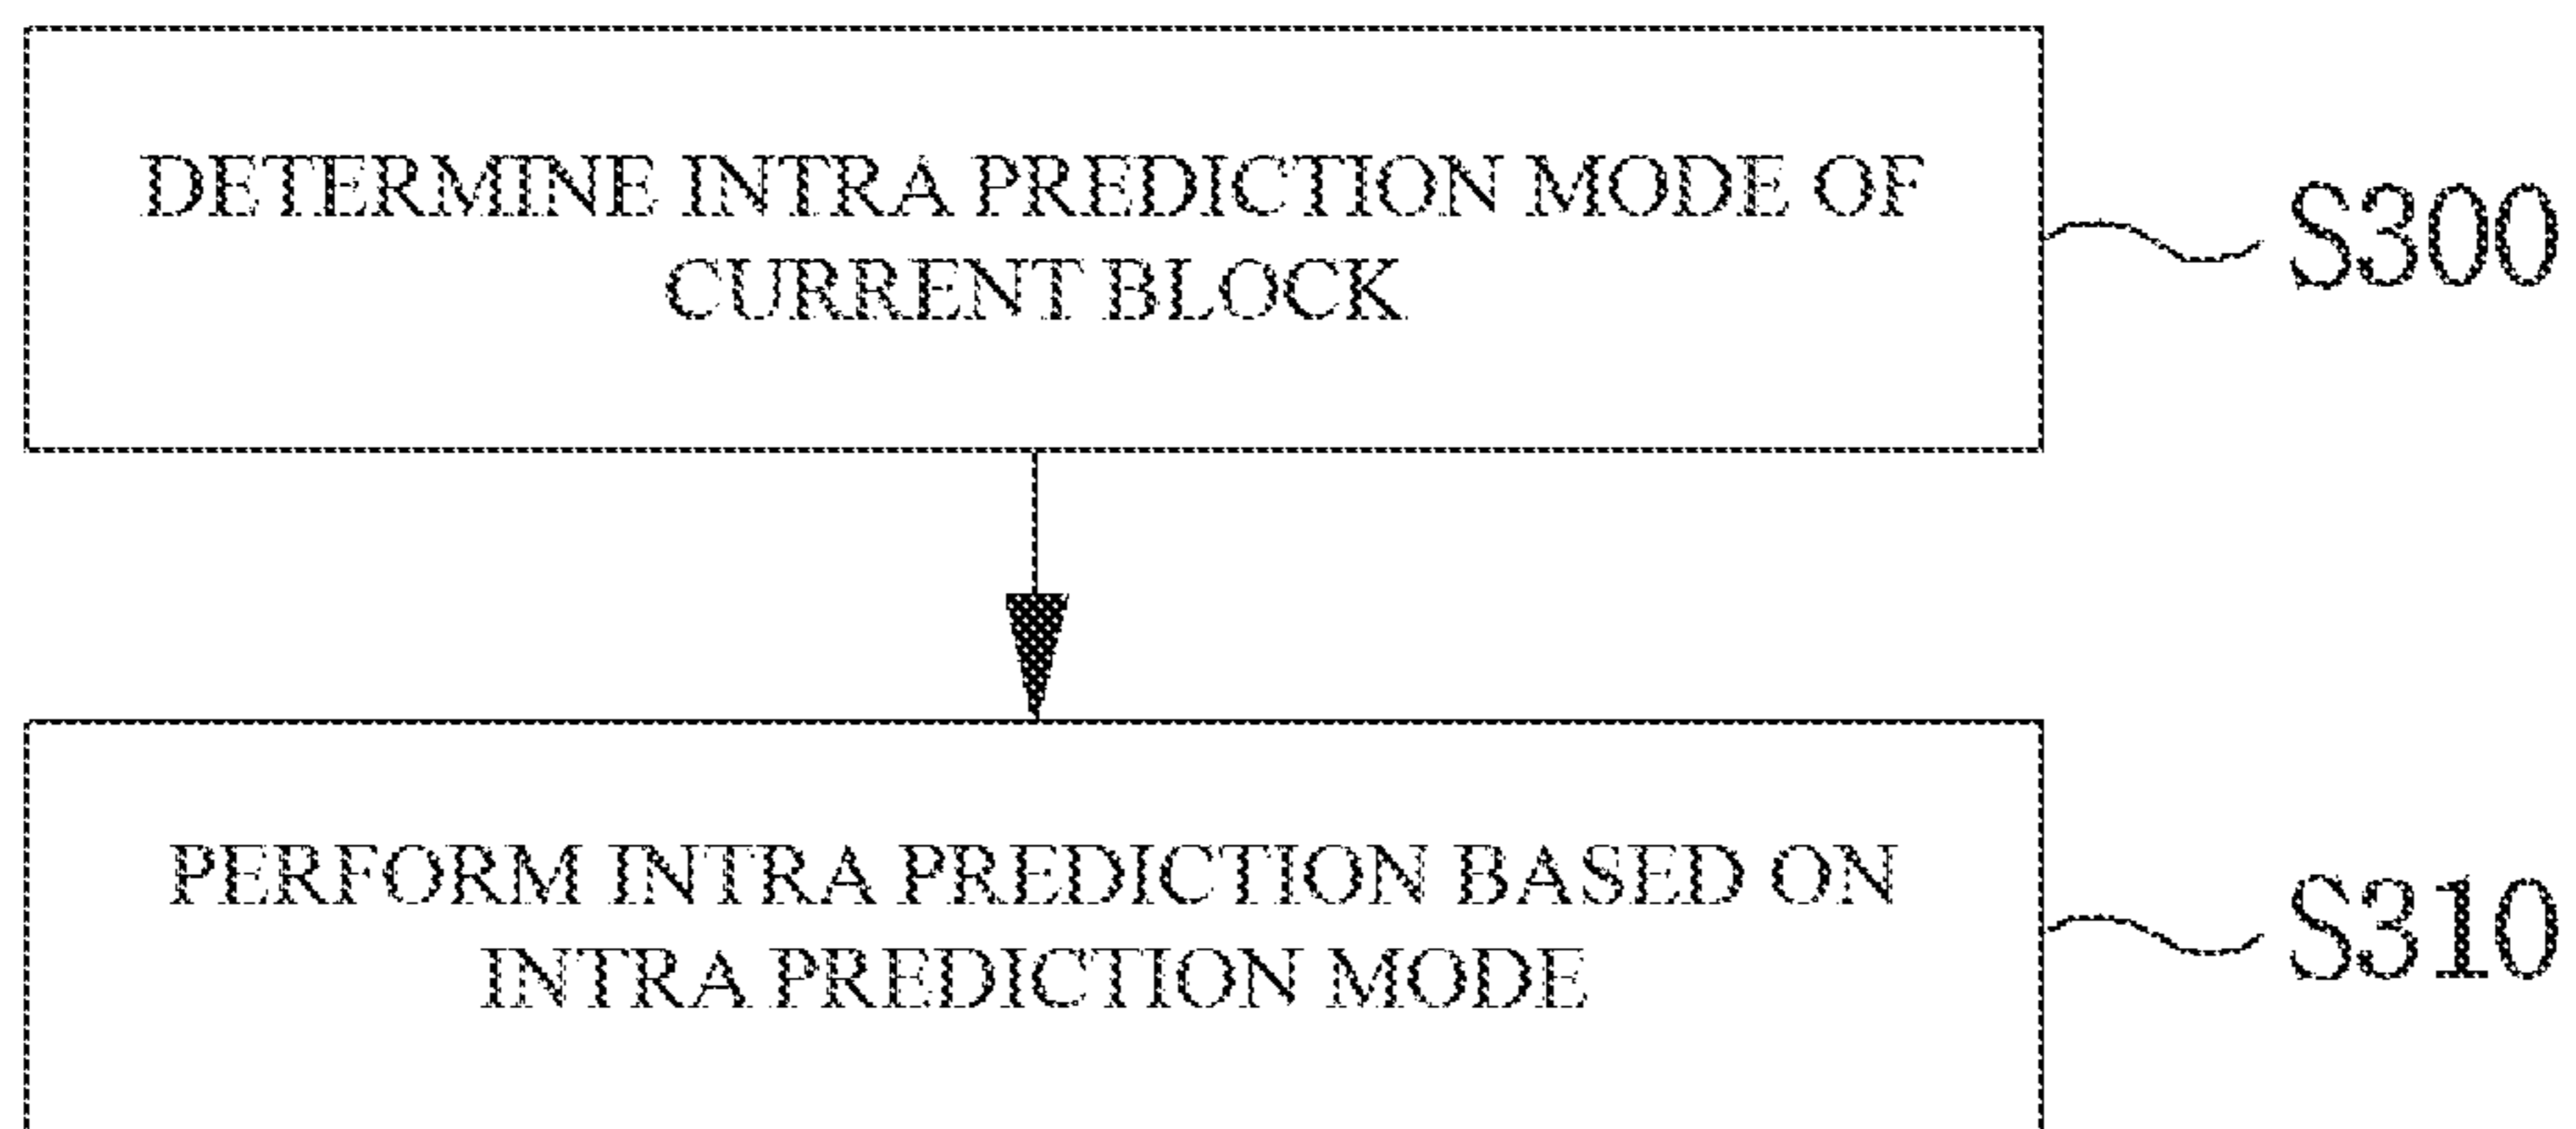 DETERMINE INTRA PREDICTION MODE OF
CURRENT BLOCK
S300
PERFORM INTRA PREDICTION BASED ON
INTRA PREDICTION MODE
S310